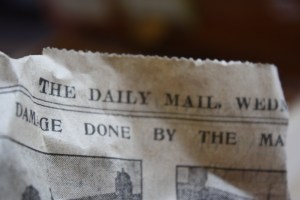 THE DAILY MAIL, WED
DAMAGE DONE BY THE MA